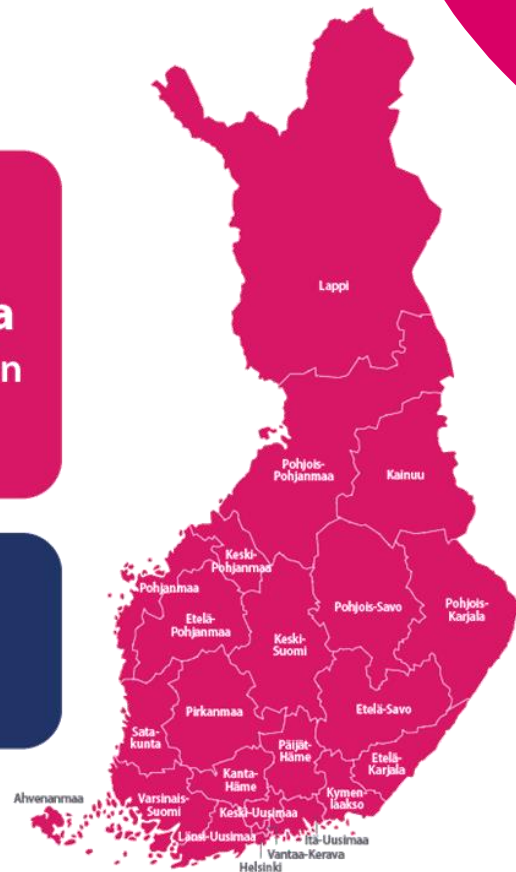 a
n
Lappi
Pohjois-
Pohjanmaa
Kainuu
Keski-
Pohjanmaa
Pohjanmaa
Etelä-
Pohjanmaa
Keski-
Suomi
Pohjois-Savo
Pohjois-
Karjala
Pirkanmaa
Etelä-Savo
Sata-
kunta
Päijät-
Häme
Etelä-
Karjala
Kanta-
Häme
Kymen-
laakso
Ahvenanmaa
Varsinais-
Suomi
Keski-Uusimaa
Länsi-Uusimaa
Itä-Uusimaa
Vantaa-Kerava
Helsinki